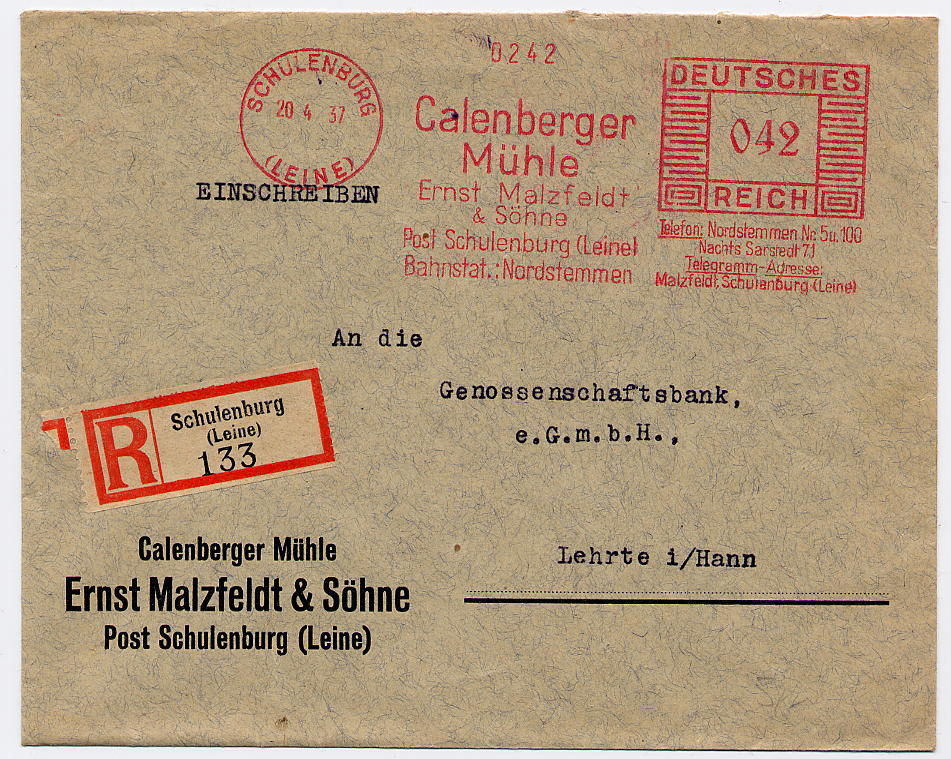 0242
SCHULENBURG
20 4 37
(LEINE)
Calenberger
Mühle
Ernst Malzfeldt
& Söhne
Post Schulenburg (Leine)
Bahnstat.: Nordstemmen
DEUTSCHES
042
REICH
Telefon: Nordstemmen Nr. 5 u. 100
Nachts Sarstedt 71
Telegramm-Adresse:
Malzfeldt, Schulenburg (Leine)
EINSCHREIBEN
An die
Genossenschaftsbank,
e.G.m.b.H.,
Lehrte i/Hann
R
Schulenburg
(Leine)
133
Calenberger Mühle
Ernst Malzfeldt & Söhne
Post Schulenburg (Leine)